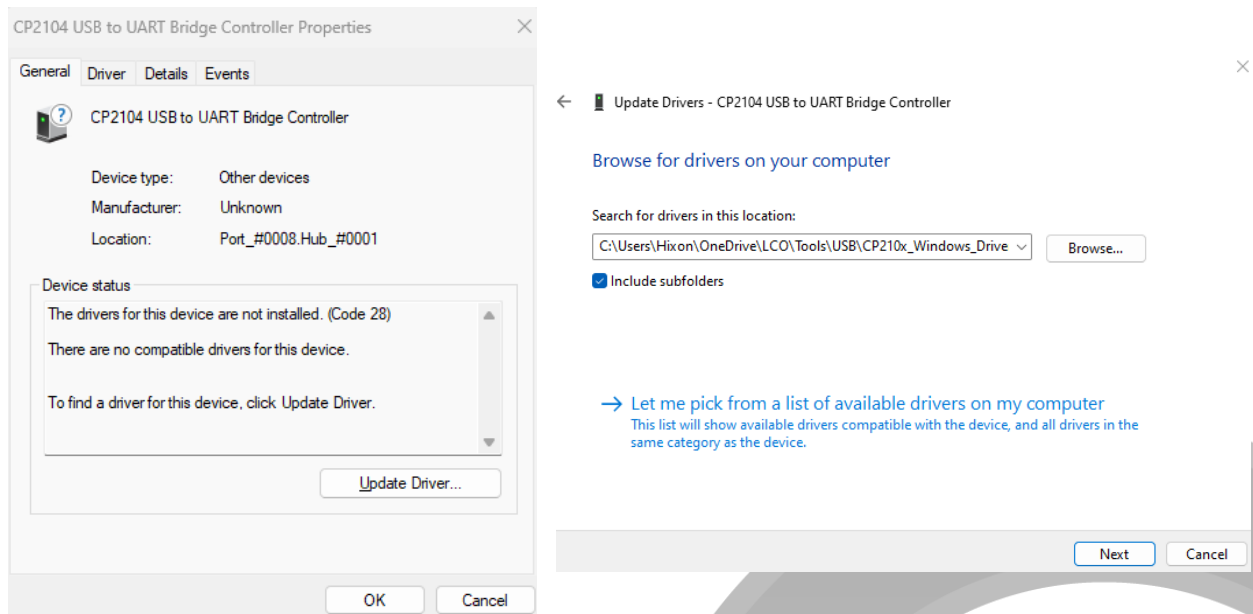 CP2104 USB to UART Bridge Controller Properties
General Driver Details Events
CP2104 USB to UART Bridge Controller
Device type: Other devices
Manufacturer: Unknown
Location: Port_#0008.Hub_#0001
Device status
The drivers for this device are not installed. (Code 28)
There are no compatible drivers for this device.
To find a driver for this device, click Update Driver.
Update Driver...
OK Cancel
Update Drivers - CP2104 USB to UART Bridge Controller
Browse for drivers on your computer
Search for drivers in this location:
C:\Users\Hixon\OneDrive\LCO\Tools\USB\CP210x_Windows_Drive
Browse...
Include subfolders
Let me pick from a list of available drivers on my computer
This list will show available drivers compatible with the device, and all drivers in the
same category as the device.
Next Cancel